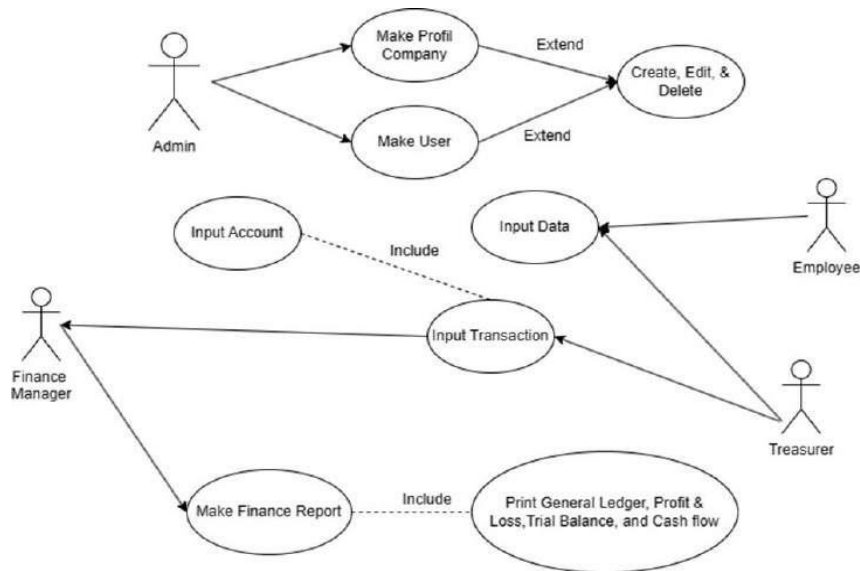 Make Profil
Company
Extend
Create, Edit, &
Delete
Admin
Make User
Extend
Input Account
Include
Input Data
Employee
Input Transaction
Finance
Manager
Treasurer
Make Finance Report
Include
Print General Ledger, Profit &
Loss,Trial Balance, and Cash flow